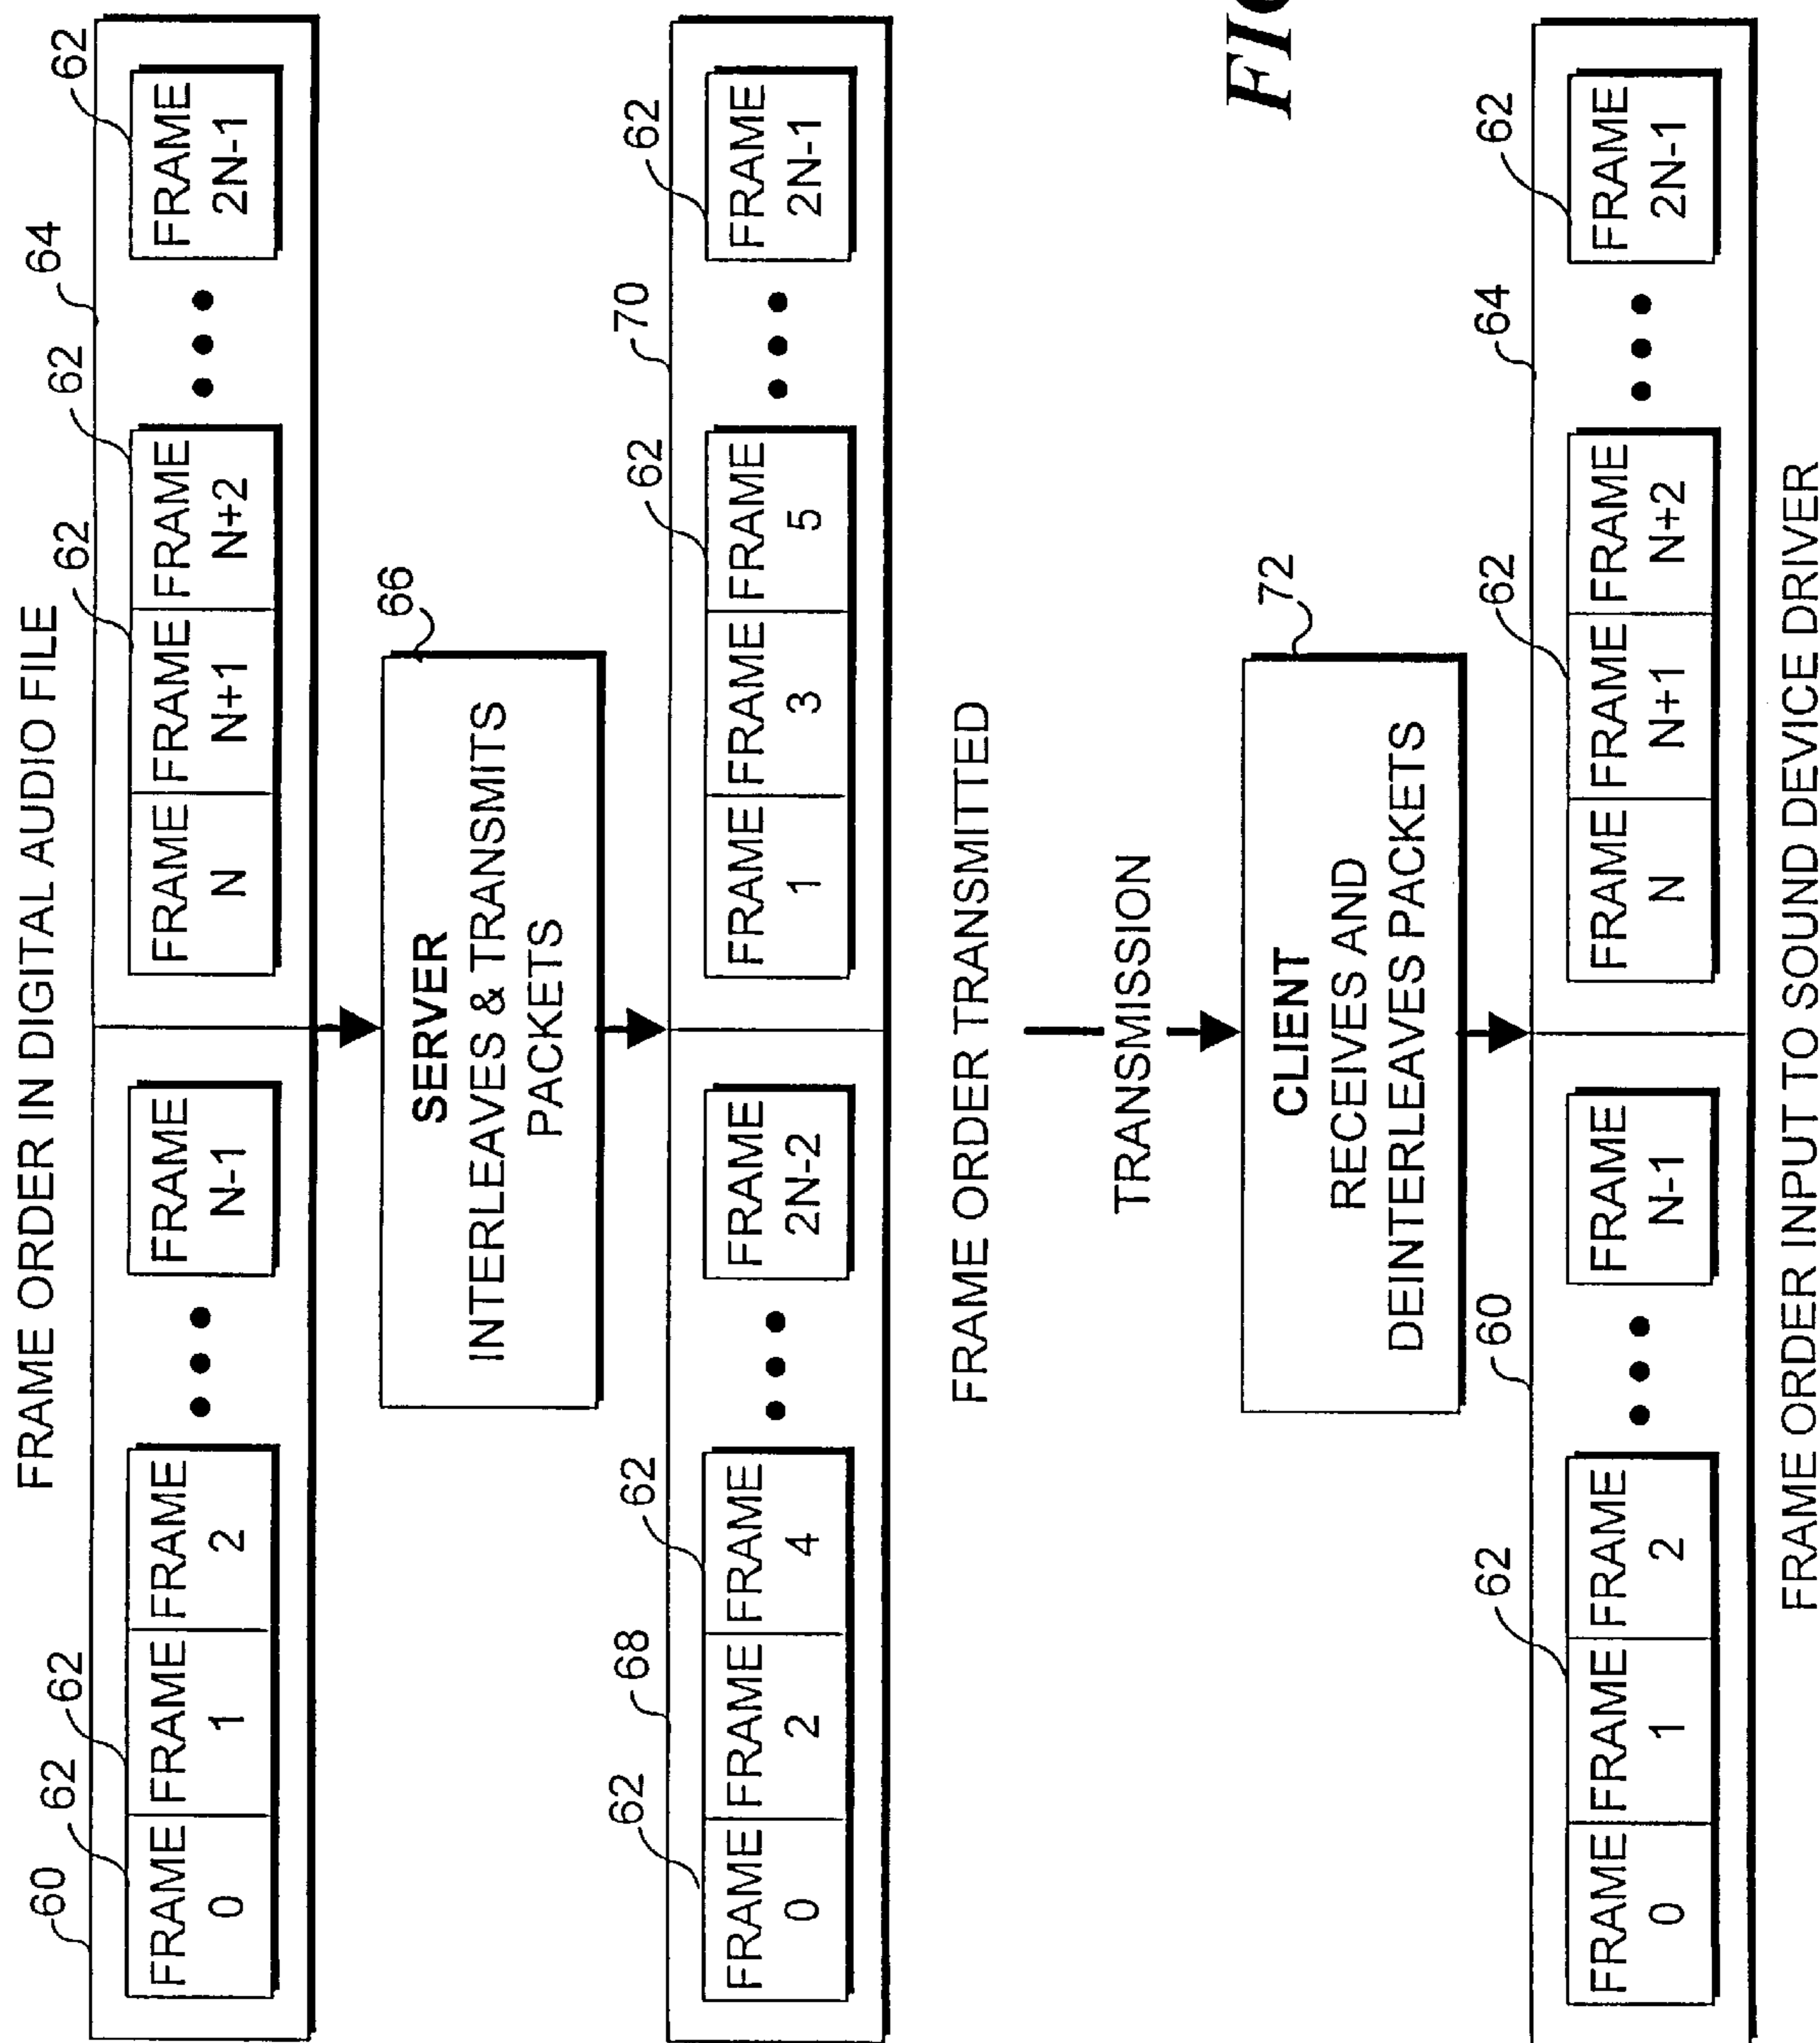 FRAME ORDER IN DIGITAL AUDIO FILE
60 62 62 62 62 64 62
FRAME 0 FRAME 1 FRAME 2 FRAME N-1 FRAME N FRAME N+1 FRAME N+2 FRAME 2N-1
66
SERVER
INTERLEAVES & TRANSMITS
PACKETS
62 68 62 62 70 62
FRAME 0 FRAME 2 FRAME 4 FRAME 2N-2 FRAME 1 FRAME 3 FRAME 5 FRAME 2N-1
FRAME ORDER TRANSMITTED
TRANSMISSION
72
CLIENT
RECEIVES AND
DEINTERLEAVES PACKETS
62 60 62 64 62
FRAME 0 FRAME 1 FRAME 2 FRAME N-1 FRAME N FRAME N+1 FRAME N+2 FRAME 2N-1
FRAME ORDER INPUT TO SOUND DEVICE DRIVER